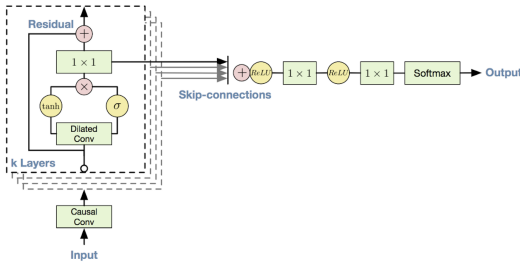 Residual
+
1 × 1
×
tanh
σ
Dilated
Conv
k Layers
Causal
Conv
Input
Skip-connections
+
ReLU
1 × 1
ReLU
1 × 1
Softmax
Output